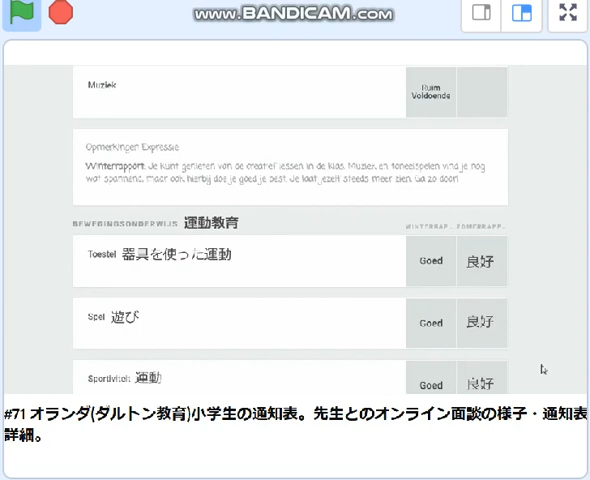 www.BANDICAM.com
Muziek
Ruim
Voldoende
Opmerkingen Expressie
Winterrapport: Je kunt genieten van de creatief lessen in de klas. Muziek en toneelspelen vind je nog
wat spannend, maar ook hierbij doe je goed je best. Je laat jezelf steeds meer zien. Ga zo door!
BEWEGINGSONDERWIJS 運動教育
Toestel 器具を使った運動 Goed 良好
Spel 遊び Goed 良好
Sportiviteit 運動 Goed 良好
#71 オランダ(ダルトン教育)小学生の通知表。先生とのオンライン面談の様子・通知表
詳細。